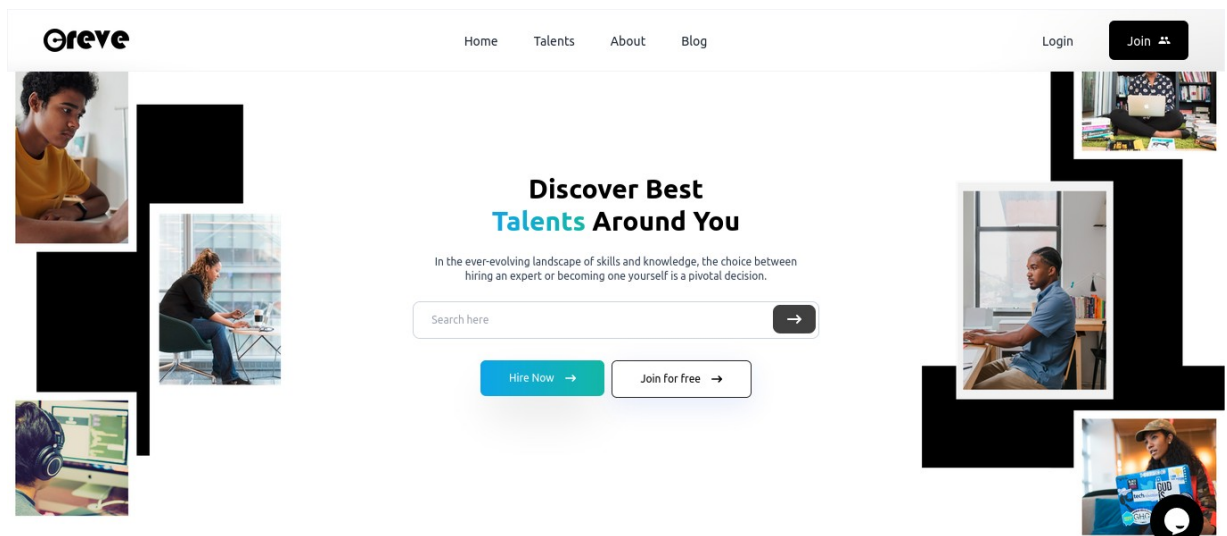 Creve
Home Talents About Blog Login Join
Discover Best
Talents Around You
In the ever-evolving landscape of skills and knowledge, the choice between
hiring an expert or becoming one yourself is a pivotal decision.
Search here
Hire Now Join for free